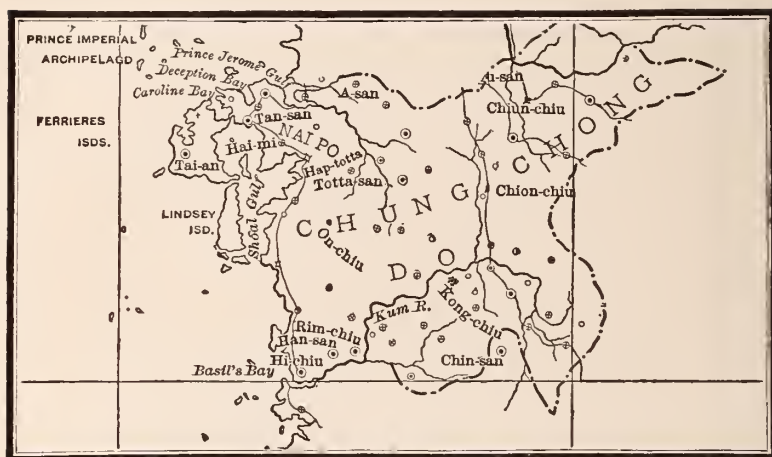 PRINCE IMPERIAL
ARCHIPELAGO
Prince Jerome Gulf
Deception Bay
Caroline Bay
FERRIERES
ISDS.
A-san
Tan-san
NAI PO
Hai-mi
Tai-an
Hap-totta
Totta-san
Chiun-chiu
Chion-chiu
CHUNG CHONG
DO
LINDSEY
ISD.
Shoal Gulf
On-chiu
Kum R.
Kong-chiu
Rim-chiu
Han-san
Hi-chiu
Chin-san
Basil's Bay